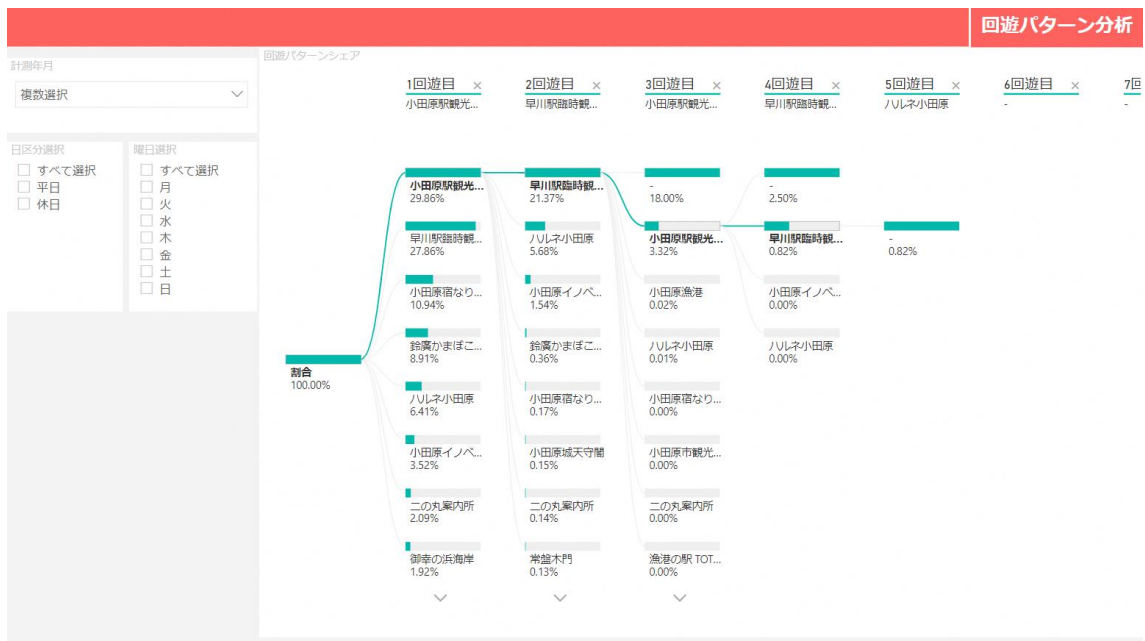 回遊パターン分析
計測年月
複数選択
日区分選択
すべて選択
平日
休日
曜日選択
すべて選択
月
火
水
木
金
土
日
回遊パターンシェア
1回遊目 ×
小田原駅観光...
2回遊目 ×
早川駅臨時観...
3回遊目 ×
小田原駅観光...
4回遊目 ×
早川駅臨時観...
5回遊目 ×
ハルネ小田原
6回遊目 ×
-
7回
-
割合
100.00%
小田原駅観光...
29.86%
早川駅臨時観...
27.86%
小田原宿なり...
10.94%
鈴廣かまぼこ...
8.91%
ハルネ小田原
6.41%
小田原イノベ...
3.52%
二の丸案内所
2.09%
御幸の浜海岸
1.92%
早川駅臨時観...
21.37%
ハルネ小田原
5.68%
小田原イノベ...
1.54%
鈴廣かまぼこ...
0.36%
小田原宿なり...
0.17%
小田原城天守閣
0.15%
二の丸案内所
0.14%
常盤木門
0.13%
-
18.00%
小田原駅観光...
3.32%
小田原漁港
0.02%
ハルネ小田原
0.01%
小田原宿なり...
0.00%
小田原市観光...
0.00%
二の丸案内所
0.00%
漁港の駅 TOT...
0.00%
-
2.50%
早川駅臨時観...
0.82%
小田原イノベ...
0.00%
ハルネ小田原
0.00%
-
0.82%